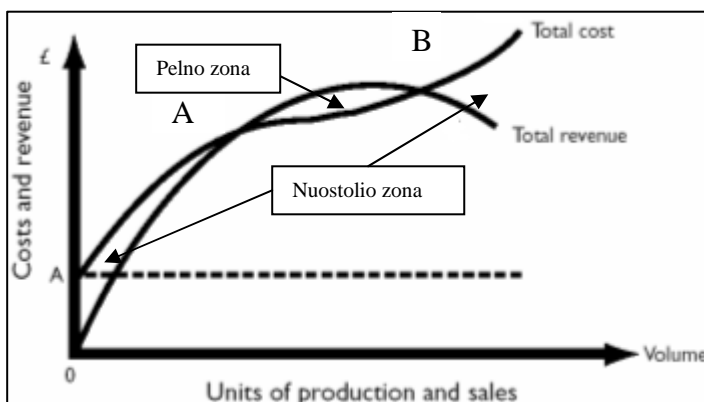 B
Total cost
£
Pelno zona
A
Total revenue
Costs and revenue
Nuostolio zona
A
0
Volume
Units of production and sales